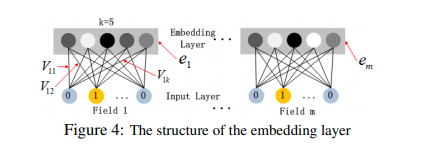 k=5
Embedding Layer
...
e1
em
V11
V12
V1k
0 1 ... 0
Input Layer
0 1 ... 0
Field 1
...
Field m
Figure 4: The structure of the embedding layer